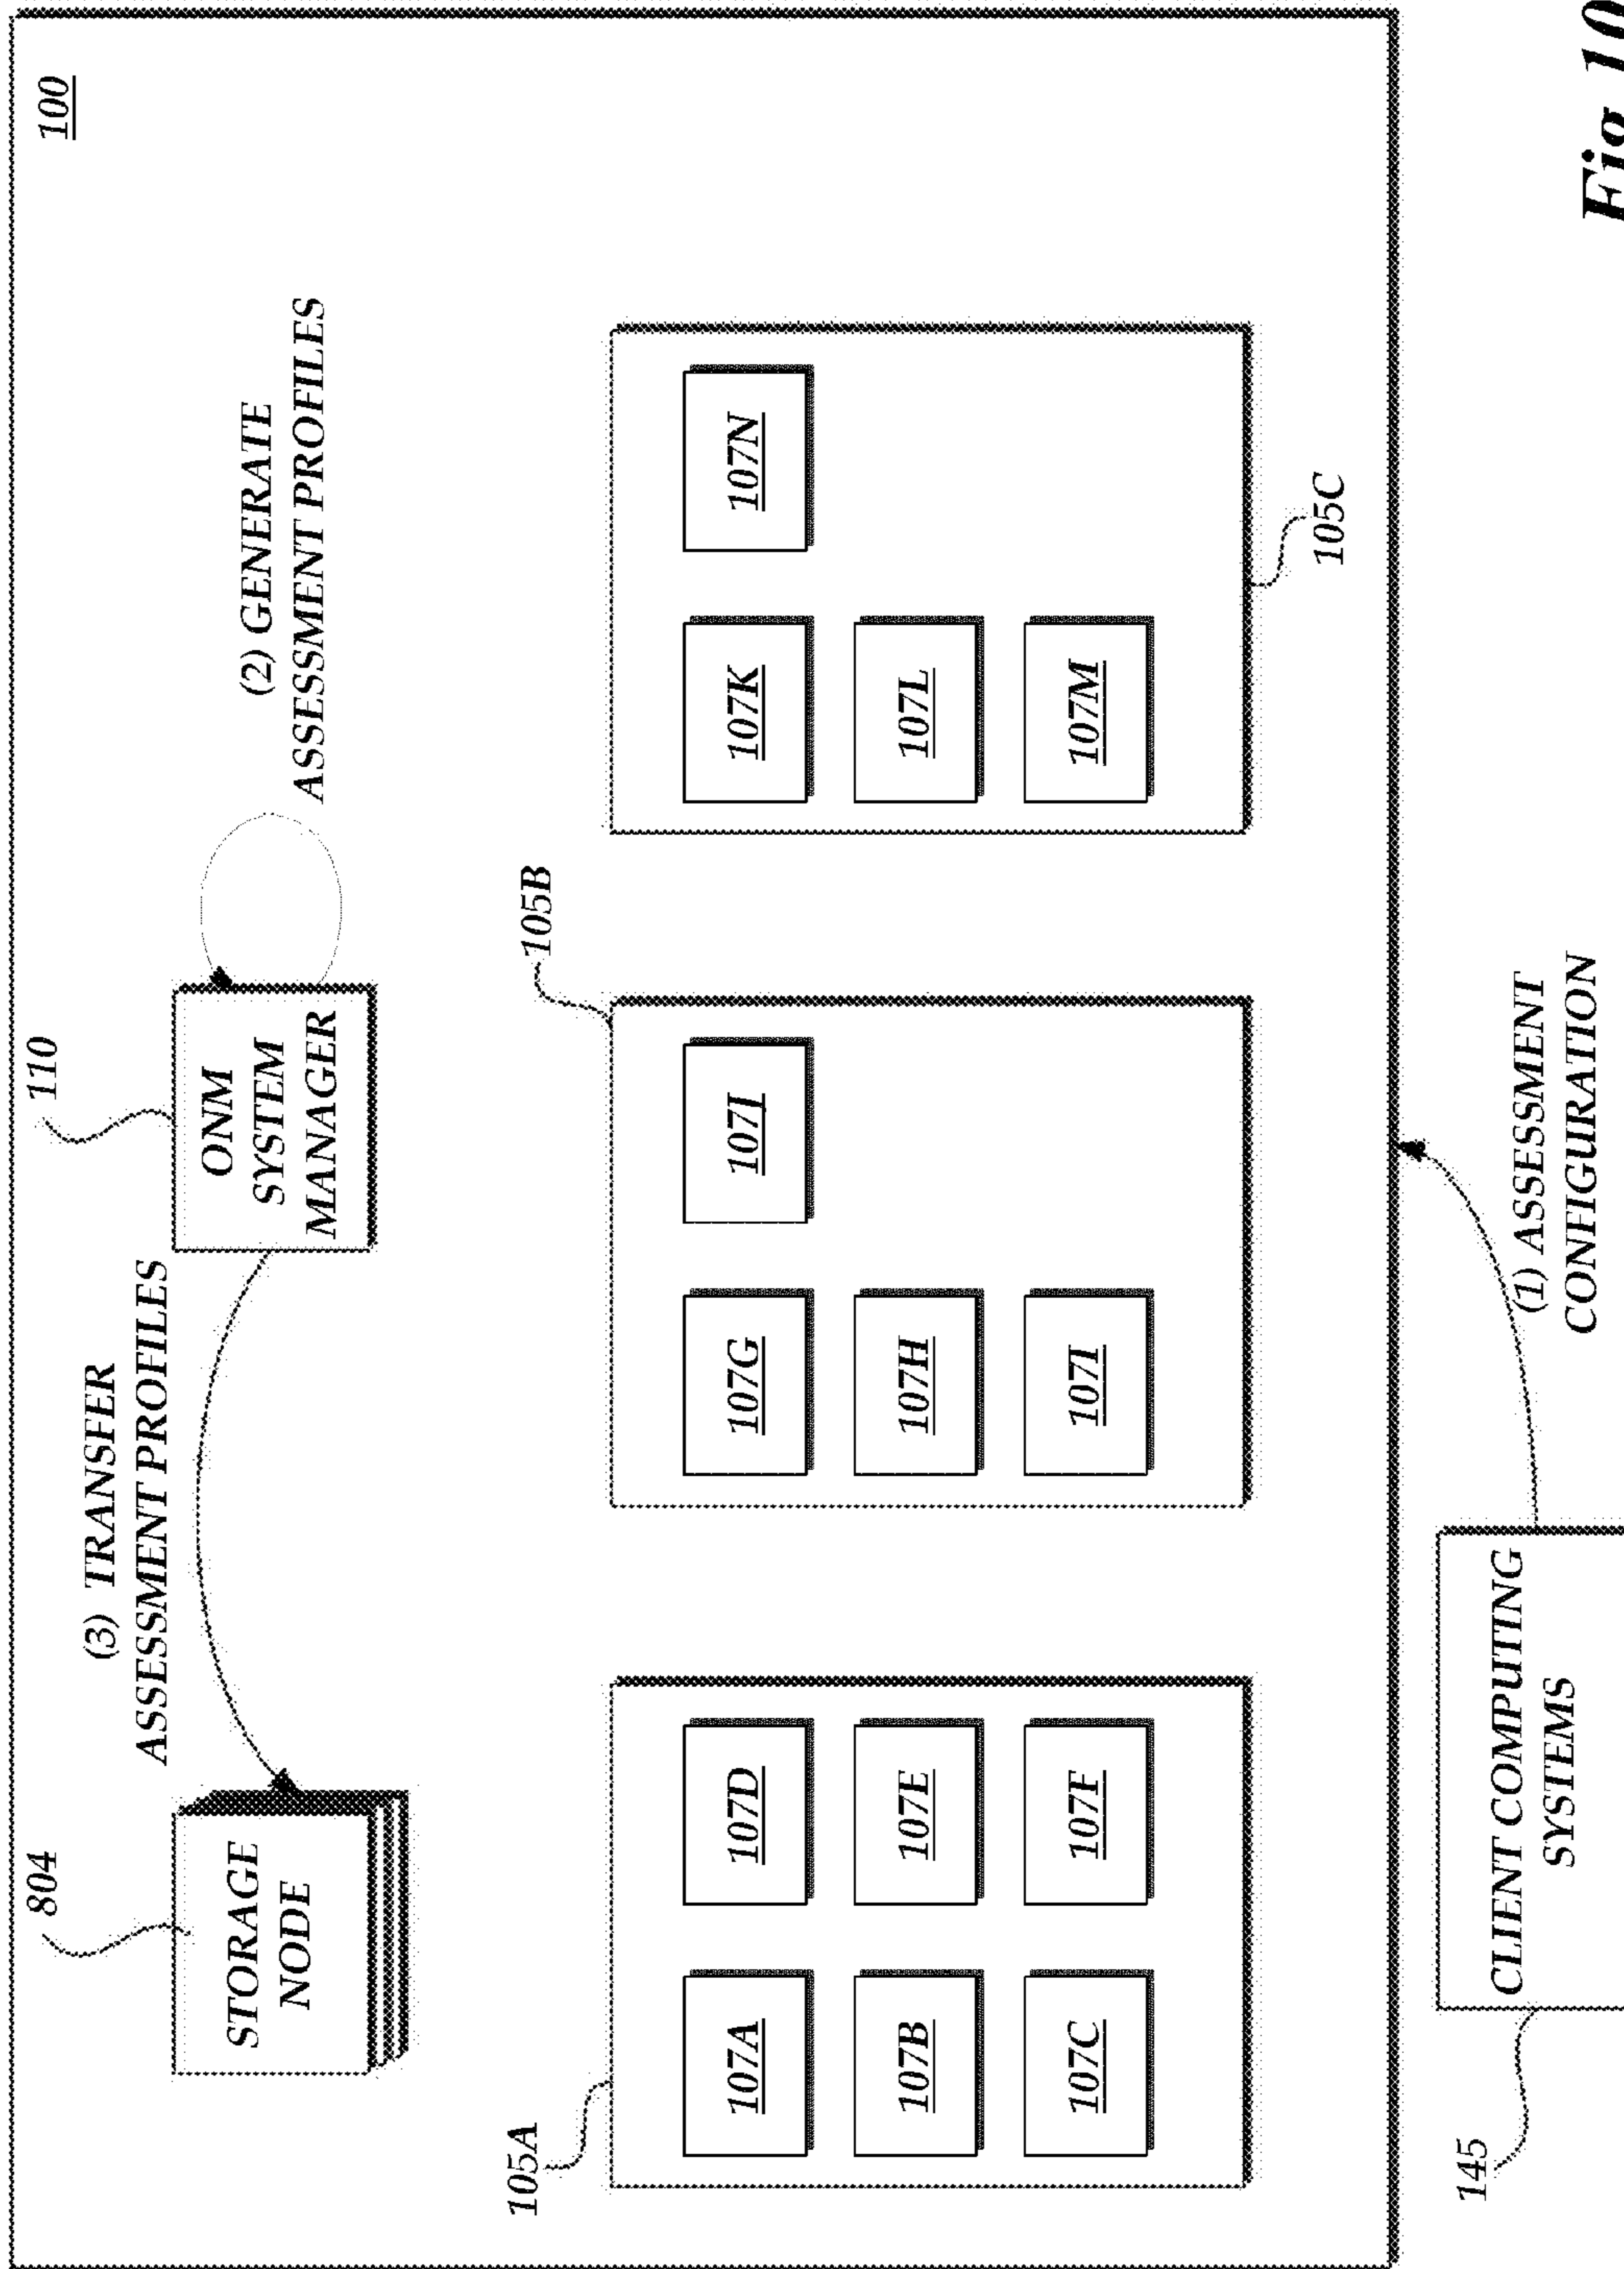 804
110
100
(3) TRANSFER
ASSESSMENT PROFILES
STORAGE
NODE
ONM
SYSTEM
MANAGER
(2) GENERATE
ASSESSMENT PROFILES
105A
105B
107A
107D
107B
107E
107C
107F
107G
107J
107H
107I
107K
107N
107L
107M
105C
145
CLIENT COMPUTING
SYSTEMS
(1) ASSESSMENT
CONFIGURATION
Fig. 10